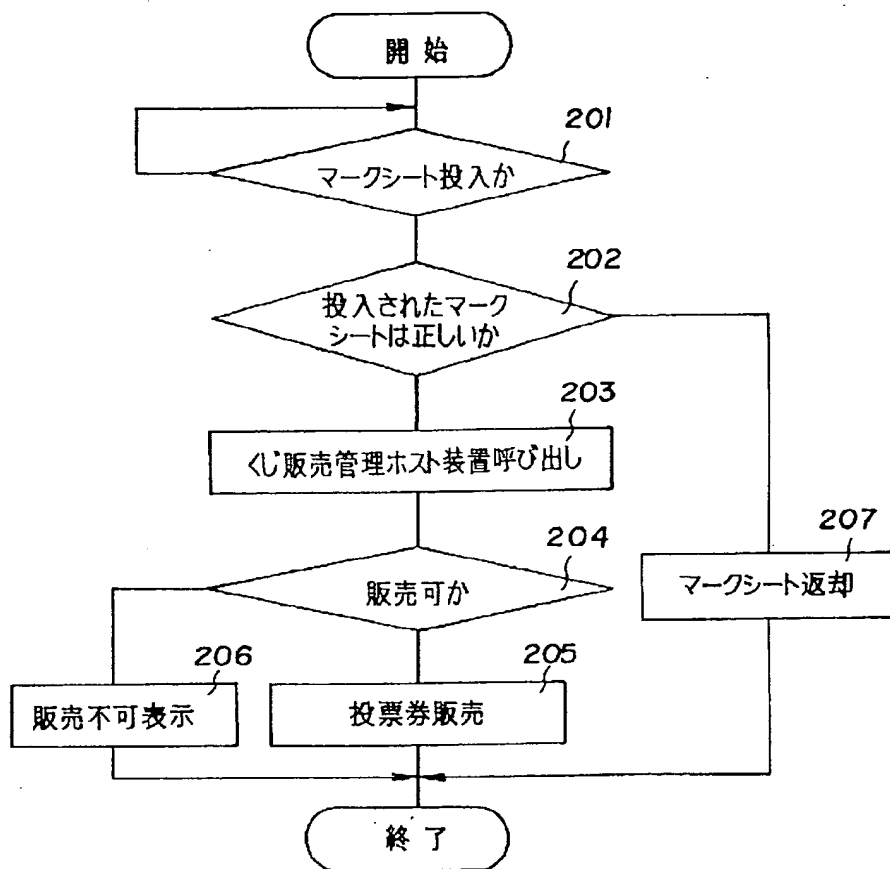 開始
201
マークシート投入か
202
投入されたマーク
シートは正しいか
203
くじ販売管理ホスト装置呼び出し
204
販売可か
207
マークシート返却
206
販売不可表示
205
投票券販売
終了